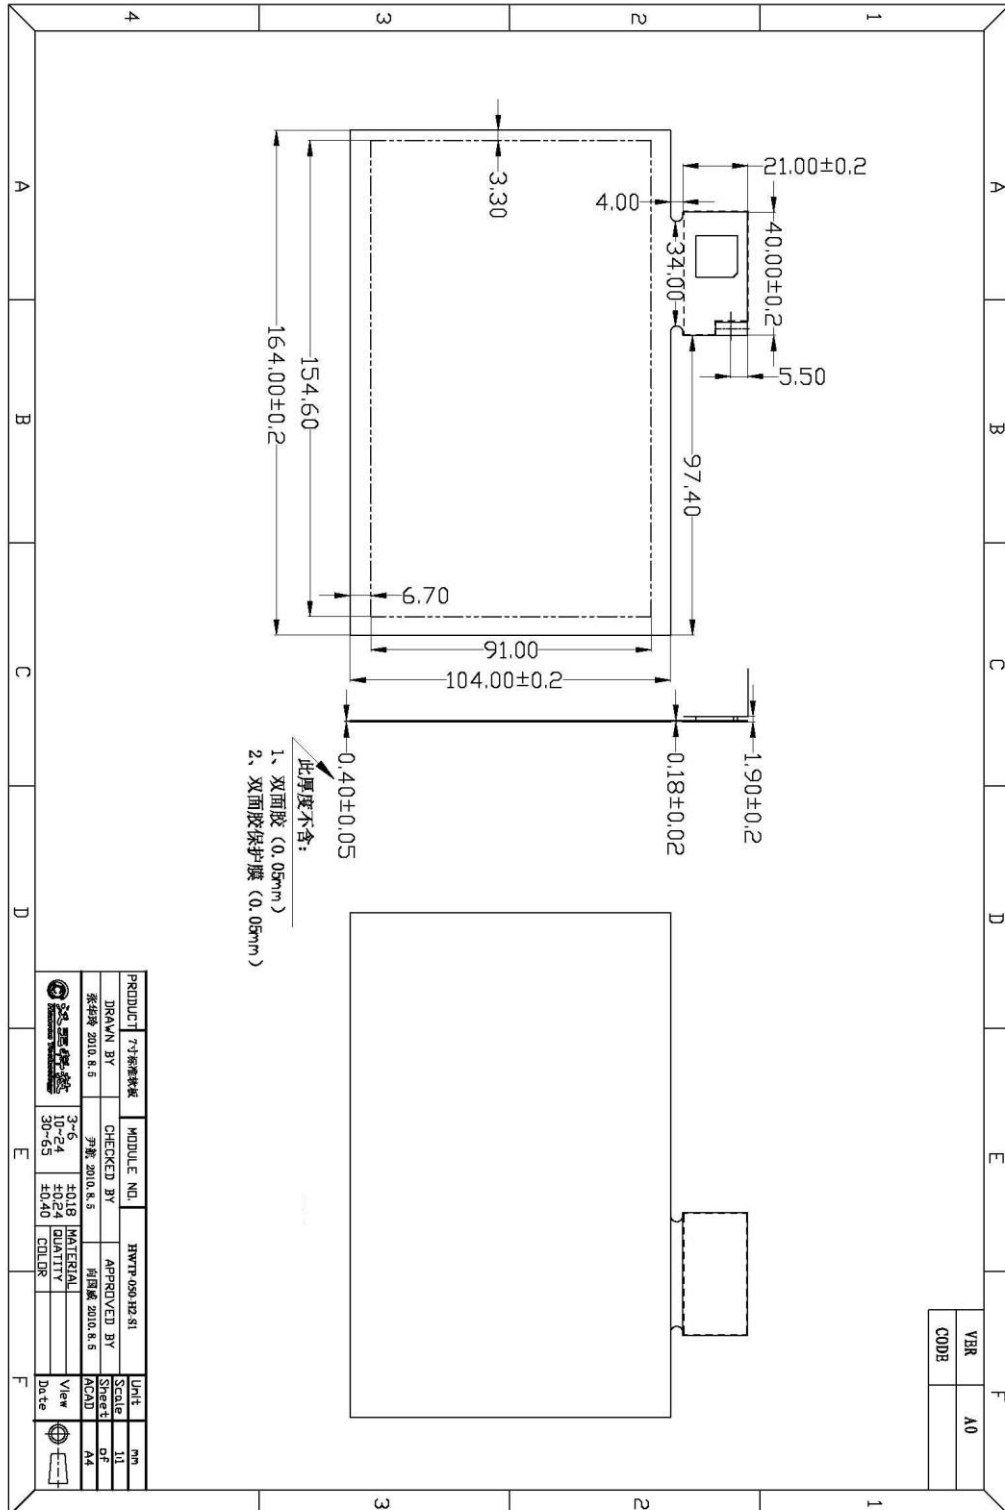 4
3
2
1
A
A
B
B
C
C
D
D
E
E
F
F
3
1
3.30
154.60
164.00±0.2
6.70
91.00
104.00±0.2
4.00
34.00
21.00±0.2
40.00±0.2
5.50
97.40
0.40±0.05
0.18±0.02
1.90±0.2
此厚度不含:
1、双面胶(0.05mm)
2、双面胶保护膜(0.05mm)
VER A0
CODE
PRODUCT 7寸标准软板 MODULE NO. HWTP-050-H2-S1 Unit mm
DRAWN BY CHECKED BY APPROVED BY Scale 1:1
Sheet OF
张华玲 2010.8.5 尹航 2010.8.5 向国威 2010.8.5 ACAD A4
3~6 ±0.18 MATERIAL
10~24 ±0.24 QUATITY
30~65 ±0.40 COLOR
View
Date